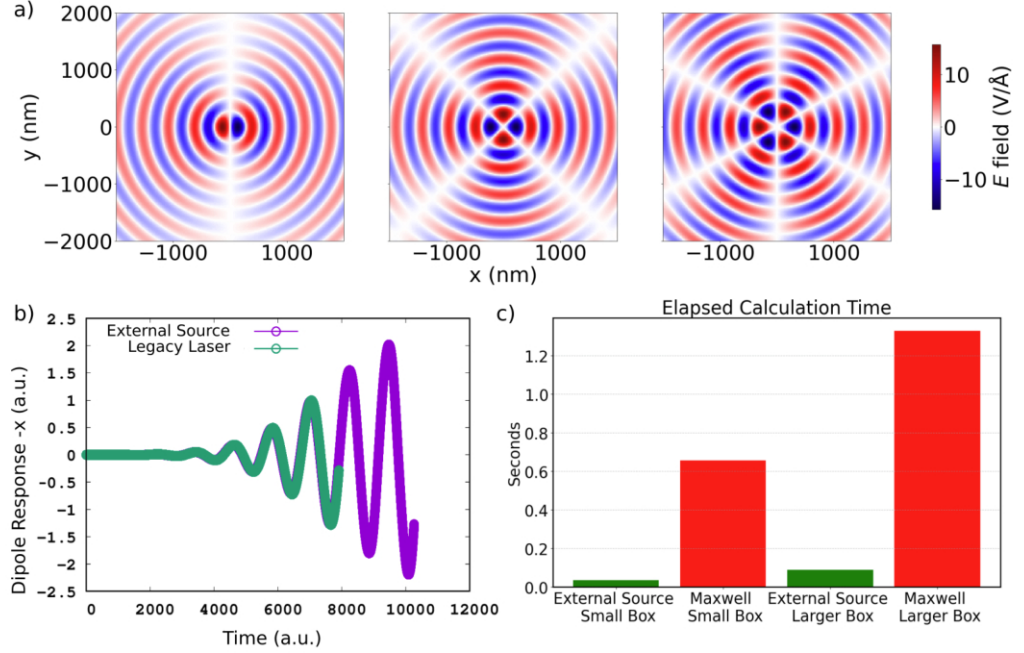 a)
2000
1000
0
−1000
−2000
y (nm)
−1000
1000
−1000
1000
−1000
1000
x (nm)
10
0
−10
E field (V/Å)
b)
External Source
Legacy Laser
2.5
2
1.5
1
0.5
0
-0.5
-1
-1.5
-2
-2.5
Dipole Response -x (a.u.)
0
2000
4000
6000
8000
10000
12000
Time (a.u.)
c)
Elapsed Calculation Time
1.2
1.0
0.8
0.6
0.4
0.2
0.0
Seconds
External Source
Small Box
Maxwell
Small Box
External Source
Larger Box
Maxwell
Larger Box